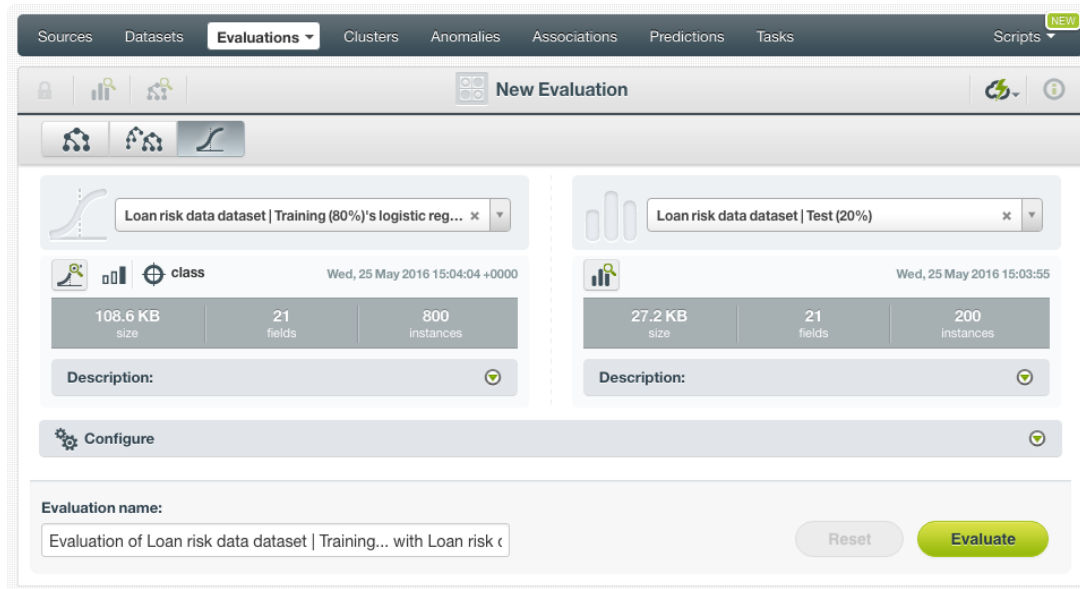 NEW
Sources Datasets Evaluations Clusters Anomalies Associations Predictions Tasks Scripts
New Evaluation
Loan risk data dataset | Training (80%)'s logistic reg... ×
Loan risk data dataset | Test (20%) ×
class Wed, 25 May 2016 15:04:04 +0000
Wed, 25 May 2016 15:03:55
108.6 KB 21 800
size fields instances
27.2 KB 21 200
size fields instances
Description:
Description:
Configure
Evaluation name:
Evaluation of Loan risk data dataset | Training... with Loan risk
Reset Evaluate